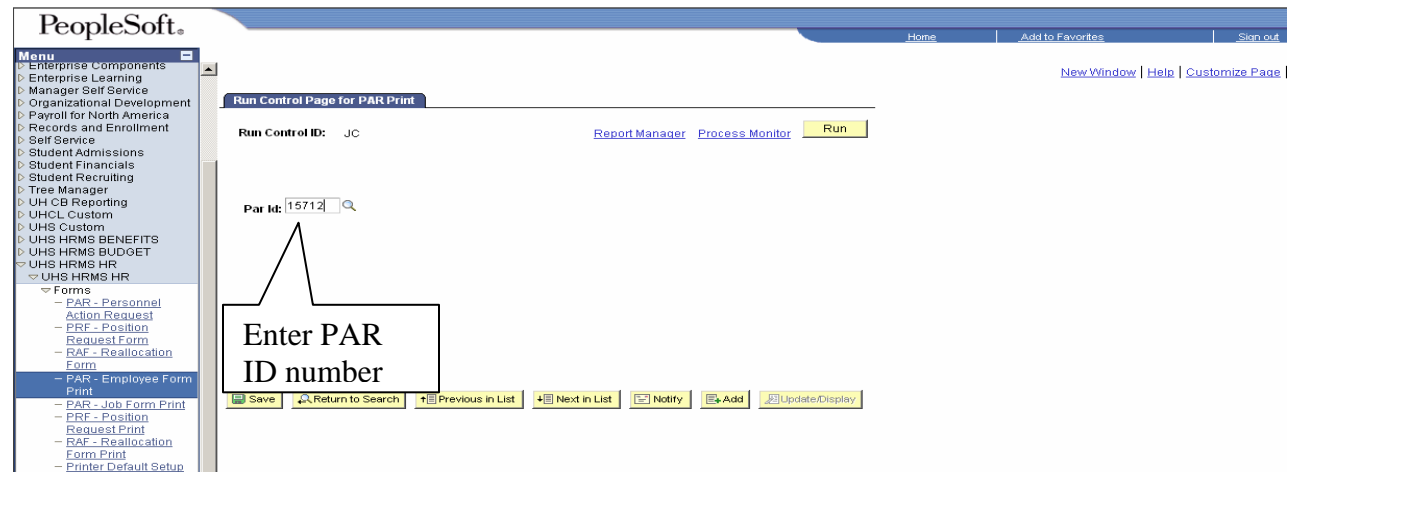 PeopleSoft.
Home Add to Favorites Sign out
Menu
Enterprise Components
Enterprise Learning
Manager Self Service
Organizational Development
Payroll for North America
Records and Enrollment
Self Service
Student Admissions
Student Financials
Student Recruiting
Tree Manager
UH CB Reporting
UHCL Custom
UHS Custom
UHS HRMS BENEFITS
UHS HRMS BUDGET
UHS HRMS HR
UHS HRMS HR
Forms
– PAR - Personnel
Action Request
– PRF - Position
Request Form
– RAF - Reallocation
Form
– PAR - Employee Form
Print
– PAR - Job Form Print
– PRF - Position
Request Print
– RAF - Reallocation
Form Print
– Printer Default Setup
New Window | Help | Customize Page |
Run Control Page for PAR Print
Run Control ID: JC Report Manager Process Monitor Run
Par Id: 15712
Enter PAR
ID number
Save Return to Search Previous in List Next in List Notify Add Update/Display